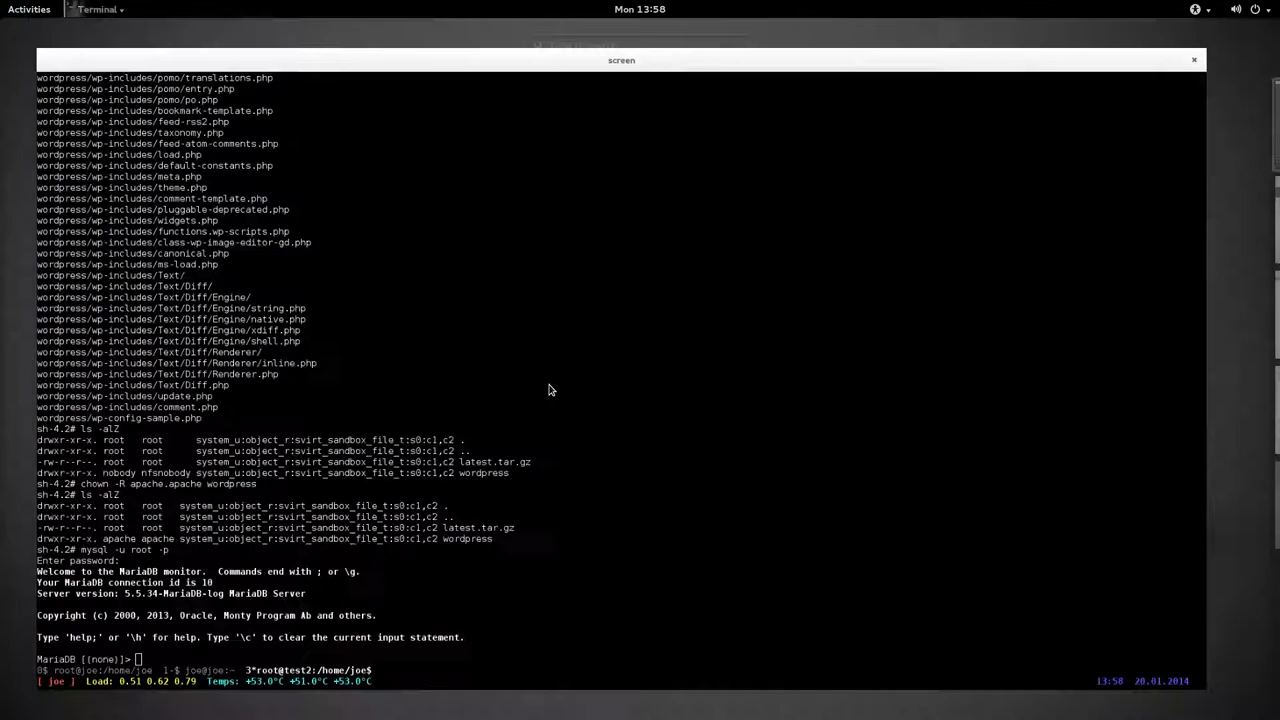 Activities Terminal Mon 13:58
screen
wordpress/wp-includes/pomo/translations.php
wordpress/wp-includes/pomo/entry.php
wordpress/wp-includes/pomo/po.php
wordpress/wp-includes/bookmark-template.php
wordpress/wp-includes/feed-rss2.php
wordpress/wp-includes/taxonomy.php
wordpress/wp-includes/feed-atom-comments.php
wordpress/wp-includes/load.php
wordpress/wp-includes/default-constants.php
wordpress/wp-includes/meta.php
wordpress/wp-includes/theme.php
wordpress/wp-includes/comment-template.php
wordpress/wp-includes/pluggable-deprecated.php
wordpress/wp-includes/widgets.php
wordpress/wp-includes/functions.wp-scripts.php
wordpress/wp-includes/class-wp-image-editor-gd.php
wordpress/wp-includes/canonical.php
wordpress/wp-includes/ms-load.php
wordpress/wp-includes/Text/
wordpress/wp-includes/Text/Diff/
wordpress/wp-includes/Text/Diff/Engine/
wordpress/wp-includes/Text/Diff/Engine/string.php
wordpress/wp-includes/Text/Diff/Engine/native.php
wordpress/wp-includes/Text/Diff/Engine/xdiff.php
wordpress/wp-includes/Text/Diff/Engine/shell.php
wordpress/wp-includes/Text/Diff/Renderer/
wordpress/wp-includes/Text/Diff/Renderer/inline.php
wordpress/wp-includes/Text/Diff/Renderer.php
wordpress/wp-includes/Text/Diff.php
wordpress/wp-includes/update.php
wordpress/wp-includes/comment.php
wordpress/wp-config-sample.php
sh-4.2# ls -alZ
drwxr-xr-x. root   root   system_u:object_r:svirt_sandbox_file_t:s0:c1,c2 .
drwxr-xr-x. root   root   system_u:object_r:svirt_sandbox_file_t:s0:c1,c2 ..
-rw-r--r--. root   root   system_u:object_r:svirt_sandbox_file_t:s0:c1,c2 latest.tar.gz
drwxr-xr-x. nobody nfsnobody system_u:object_r:svirt_sandbox_file_t:s0:c1,c2 wordpress
sh-4.2# chown -R apache.apache wordpress
sh-4.2# ls -alZ
drwxr-xr-x. root   root   system_u:object_r:svirt_sandbox_file_t:s0:c1,c2 .
drwxr-xr-x. root   root   system_u:object_r:svirt_sandbox_file_t:s0:c1,c2 ..
-rw-r--r--. root   root   system_u:object_r:svirt_sandbox_file_t:s0:c1,c2 latest.tar.gz
drwxr-xr-x. apache apache system_u:object_r:svirt_sandbox_file_t:s0:c1,c2 wordpress
sh-4.2# mysql -u root -p
Enter password:
Welcome to the MariaDB monitor.  Commands end with ; or \g.
Your MariaDB connection id is 10
Server version: 5.5.34-MariaDB-log MariaDB Server
Copyright (c) 2000, 2013, Oracle, Monty Program Ab and others.
Type 'help;' or '\h' for help. Type '\c' to clear the current input statement.
MariaDB [(none)]>
0$ root@joe:/home/joe  1-$ joe@joe:~  3*root@test2:/home/joe$
[ joe ]  Load: 0.51 0.62 0.79  Temps: +53.0°C +51.0°C +53.0°C 13:58 20.01.2014